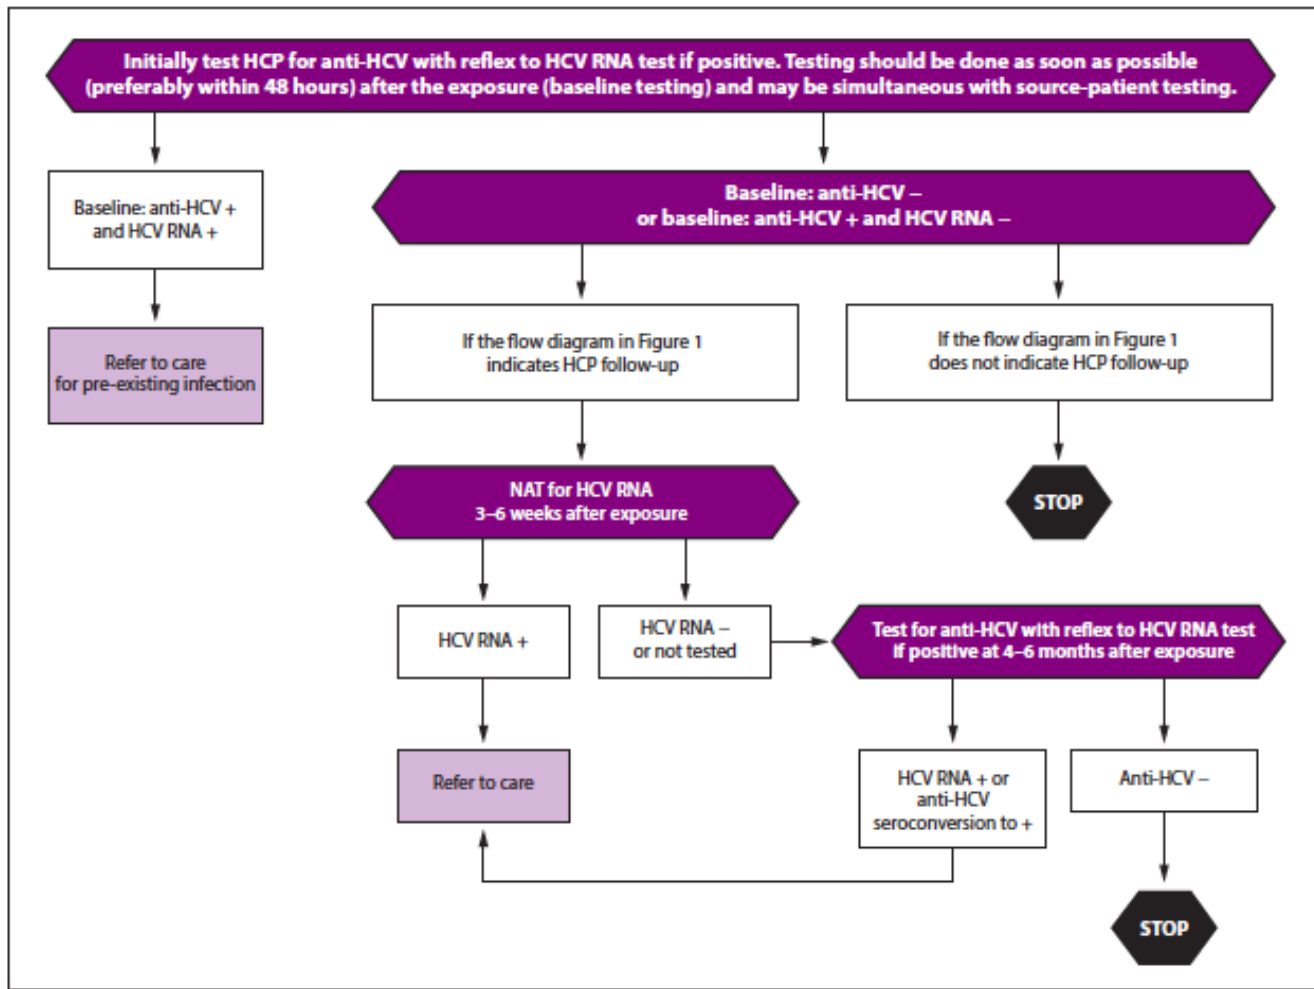 Initially test HCP for anti-HCV with reflex to HCV RNA test if positive. Testing should be done as soon as possible
(preferably within 48 hours) after the exposure (baseline testing) and may be simultaneous with source-patient testing.
Baseline: anti-HCV +
and HCV RNA +
Baseline: anti-HCV –
or baseline: anti-HCV + and HCV RNA –
Refer to care
for pre-existing infection
If the flow diagram in Figure 1
indicates HCP follow-up
If the flow diagram in Figure 1
does not indicate HCP follow-up
NAT for HCV RNA
3–6 weeks after exposure
STOP
HCV RNA +
HCV RNA –
or not tested
Test for anti-HCV with reflex to HCV RNA test
if positive at 4–6 months after exposure
Refer to care
HCV RNA + or
anti-HCV
seroconversion to +
Anti-HCV –
STOP